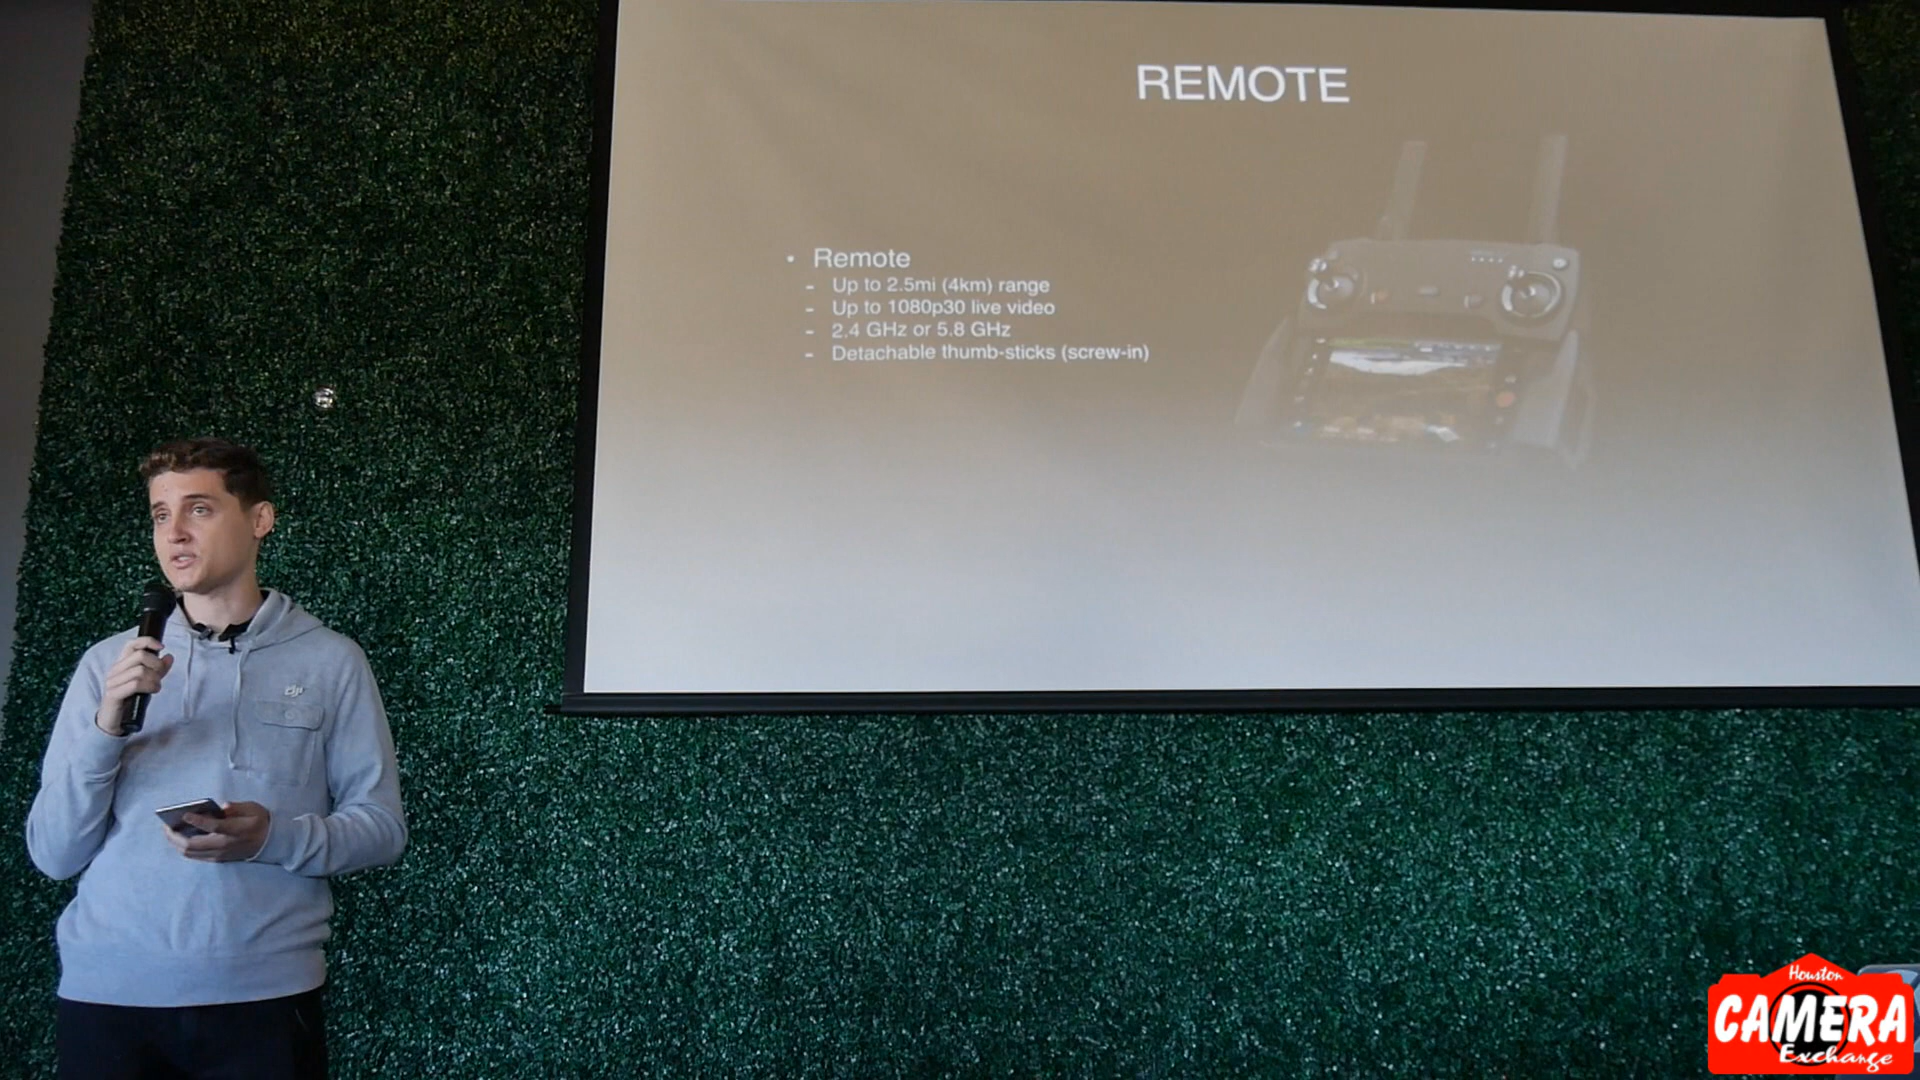 REMOTE
• Remote
- Up to 2.5mi (4km) range
- Up to 1080p30 live video
- 2.4 GHz or 5.8 GHz
- Detachable thumb-sticks (screw-in)
dji
Houston
CAMERA
Exchange